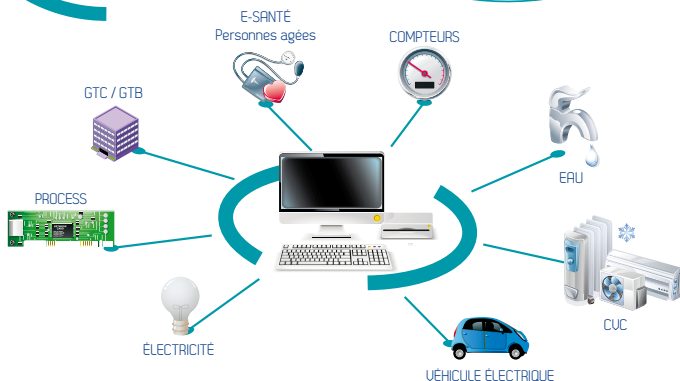 E-SANTÉ
Personnes agées
COMPTEURS
GTC / GTB
EAU
PROCESS
CVC
ÉLECTRICITÉ
VÉHICULE ÉLECTRIQUE